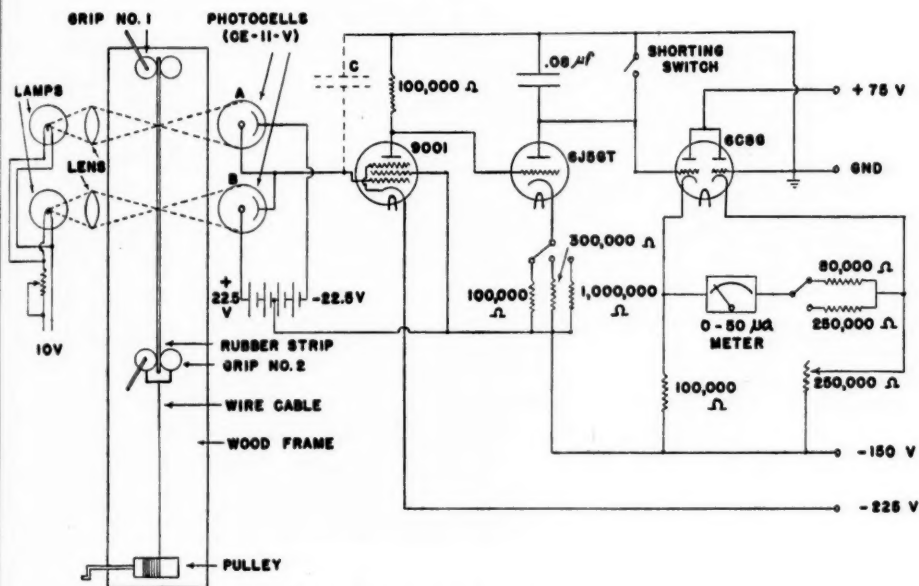 GRIP NO. 1
PHOTOCELLS
(CE-11-V)
LAMPS
LENS
A
B
C
100,000 Ω
.08 µf
SHORTING
SWITCH
+ 75 V
9001
6J5GT
6C8G
GND
+
22.5
V
-22.5V
10V
300,000 Ω
100,000
Ω
1,000,000
Ω
80,000 Ω
250,000 Ω
0-50 µa
METER
100,000
Ω
250,000
Ω
RUBBER STRIP
GRIP NO. 2
WIRE CABLE
WOOD FRAME
PULLEY
-150 V
-225 V